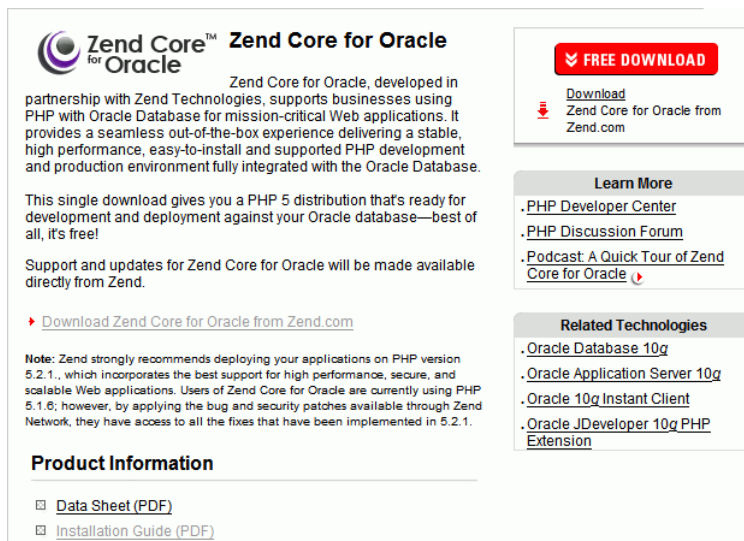 Zend Core™
for Oracle
Zend Core for Oracle
Zend Core for Oracle, developed in
partnership with Zend Technologies, supports businesses using
PHP with Oracle Database for mission-critical Web applications. It
provides a seamless out-of-the-box experience delivering a stable,
high performance, easy-to-install and supported PHP development
and production environment fully integrated with the Oracle Database.
This single download gives you a PHP 5 distribution that's ready for
development and deployment against your Oracle database—best of
all, it's free!
Support and updates for Zend Core for Oracle will be made available
directly from Zend.
Download Zend Core for Oracle from Zend.com
Note: Zend strongly recommends deploying your applications on PHP version
5.2.1., which incorporates the best support for high performance, secure, and
scalable Web applications. Users of Zend Core for Oracle are currently using PHP
5.1.6; however, by applying the bug and security patches available through Zend
Network, they have access to all the fixes that have been implemented in 5.2.1.
Product Information
Data Sheet (PDF)
Installation Guide (PDF)
FREE DOWNLOAD
Download
Zend Core for Oracle from
Zend.com
Learn More
PHP Developer Center
PHP Discussion Forum
Podcast: A Quick Tour of Zend
Core for Oracle
Related Technologies
Oracle Database 10g
Oracle Application Server 10g
Oracle 10g Instant Client
Oracle JDeveloper 10g PHP
Extension